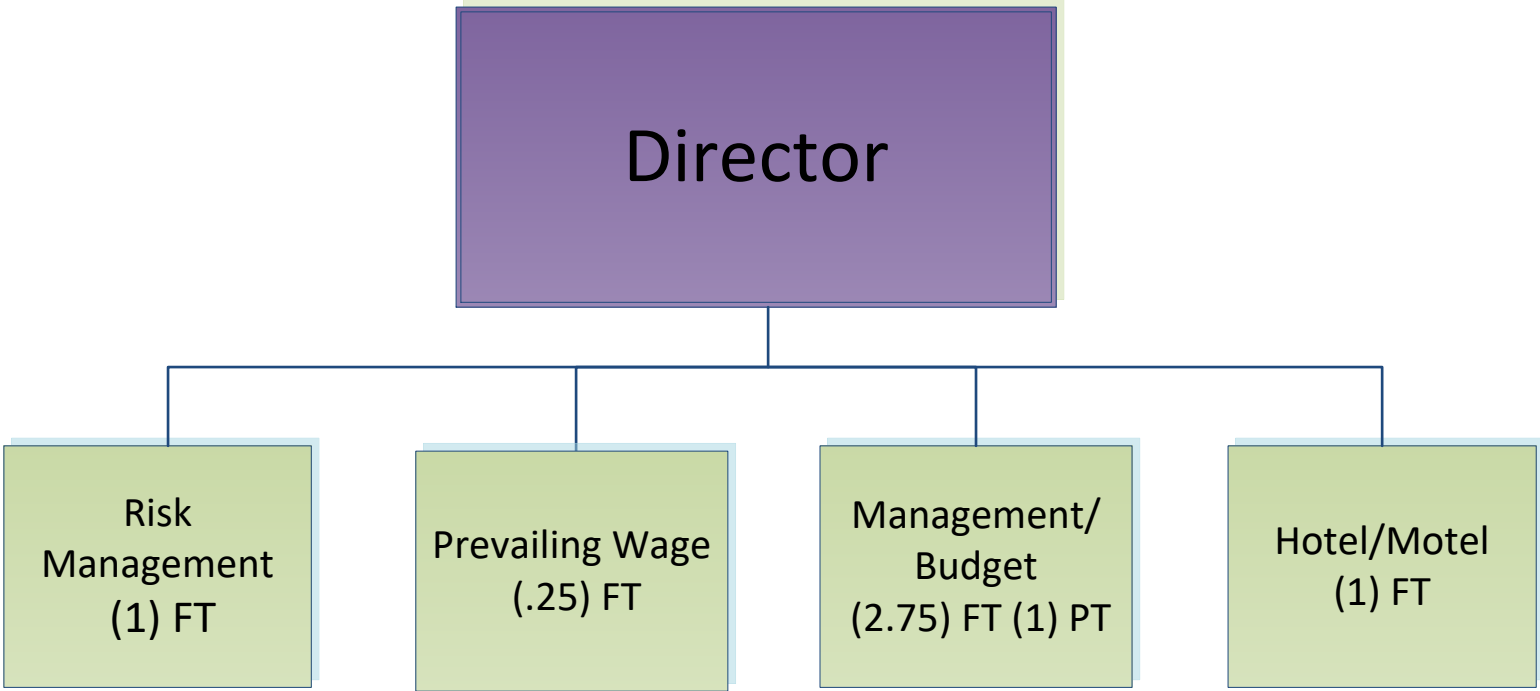 Director
Risk
Management
(1) FT
Prevailing Wage
(.25) FT
Management/
Budget
(2.75) FT (1) PT
Hotel/Motel
(1) FT